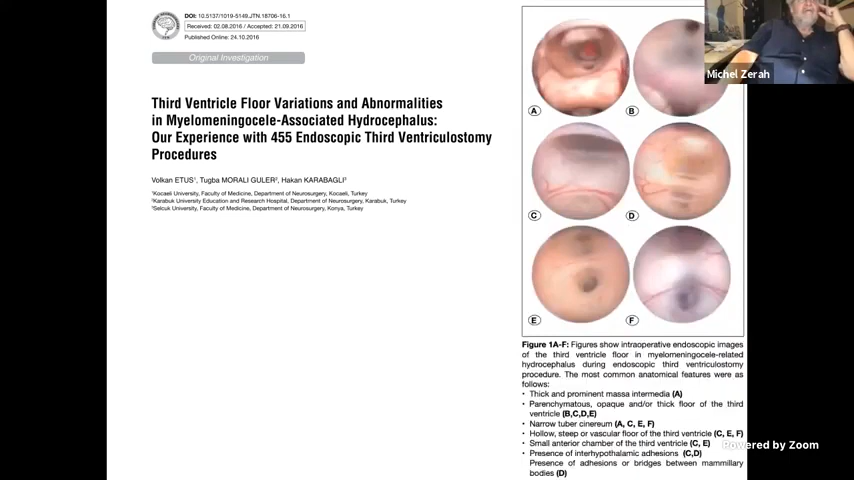 DOI: 10.5137/1019-5149.JTN.18706-16.1
Received: 02.08.2016 / Accepted: 21.09.2016
Published Online: 24.10.2016
Original Investigation
Third Ventricle Floor Variations and Abnormalities
in Myelomeningocele-Associated Hydrocephalus:
Our Experience with 455 Endoscopic Third Ventriculostomy
Procedures
Volkan ETUS1, Tugba MORALI GULER2, Hakan KARABAGLI3
1Kocaeli University, Faculty of Medicine, Department of Neurosurgery, Kocaeli, Turkey
2Karabuk University Education and Research Hospital, Department of Neurosurgery, Karabuk, Turkey
3Selcuk University, Faculty of Medicine, Department of Neurosurgery, Konya, Turkey
Michel Zerah
A
B
C
D
E
F
Figure 1A-F: Figures show intraoperative endoscopic images
of the third ventricle floor in myelomeningocele-related
hydrocephalus during endoscopic third ventriculostomy
procedure. The most common anatomical features were as
follows:
• Thick and prominent massa intermedia (A)
• Parenchymatous, opaque and/or thick floor of the third
ventricle (B,C,D,E)
• Narrow tuber cinereum (A, C, E, F)
• Hollow, steep or vascular floor of the third ventricle (C, E, F)
• Small anterior chamber of the third ventricle (C, E)
• Presence of interhypothalamic adhesions (C,D)
Presence of adhesions or bridges between mammillary
bodies (D)
Powered by Zoom